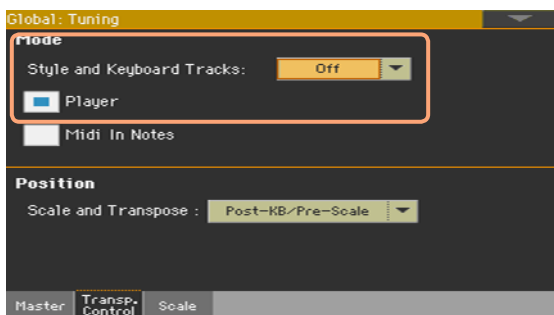 Global: Tuning
Mode
Style and Keyboard Tracks: Off
Player
Midi In Notes
Position
Scale and Transpose : Post-KB/Pre-Scale
Master Transp. Control Scale